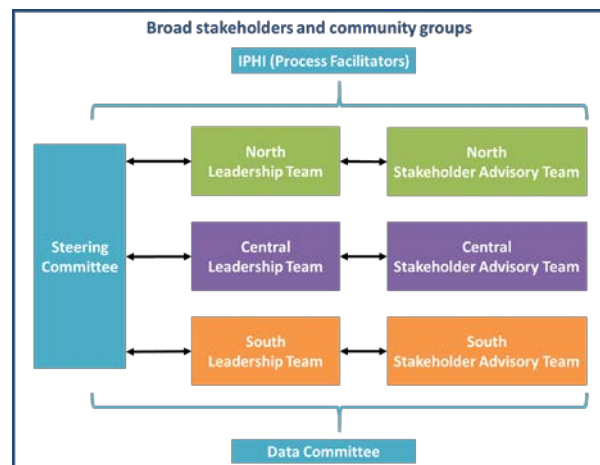 Broad stakeholders and community groups
IPHI (Process Facilitators)
North
Leadership Team
North
Stakeholder Advisory Team
Steering
Committee
Central
Leadership Team
Central
Stakeholder Advisory Team
South
Leadership Team
South
Stakeholder Advisory Team
Data Committee